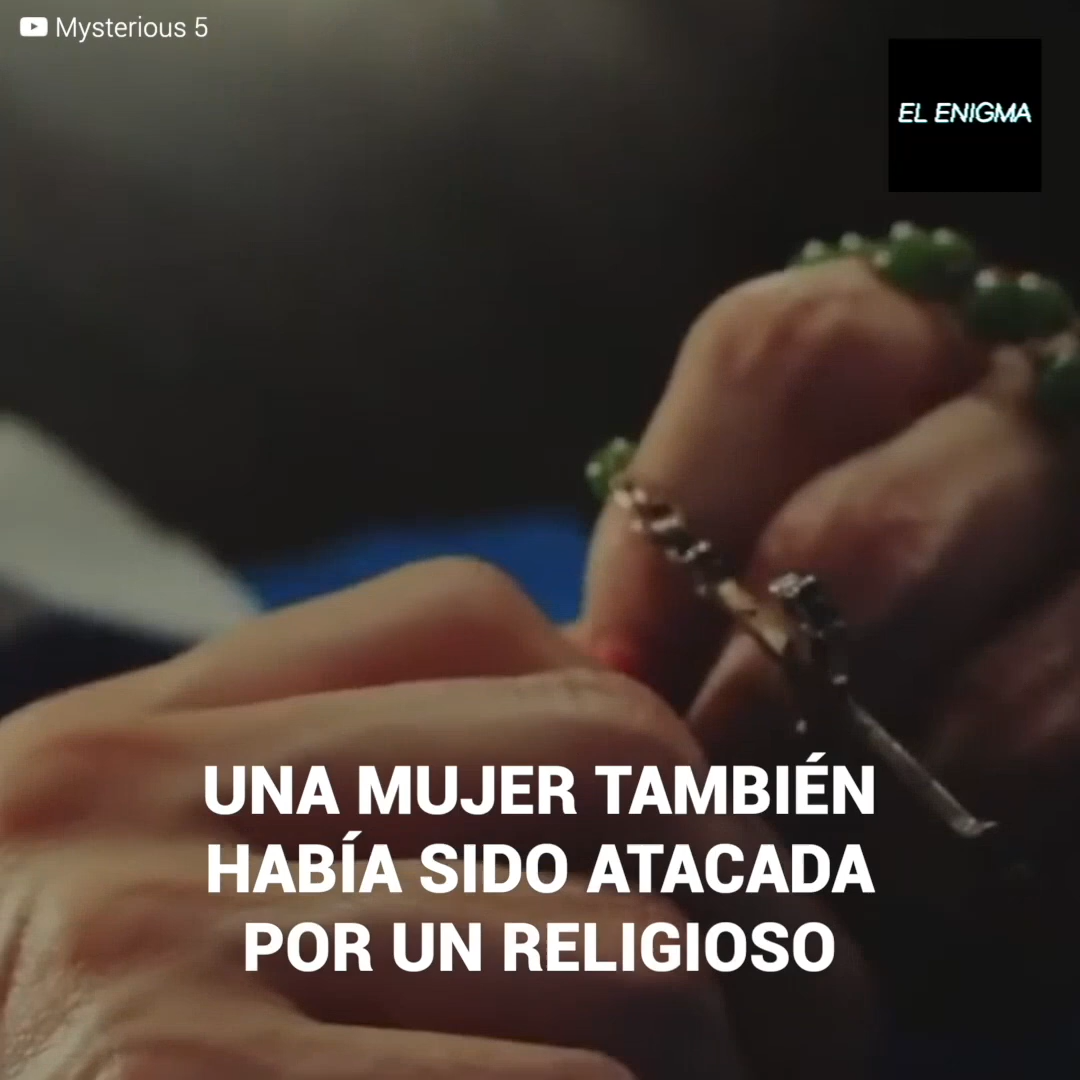 Mysterious 5
EL ENIGMA
UNA MUJER TAMBIÉN
HABÍA SIDO ATACADA
POR UN RELIGIOSO